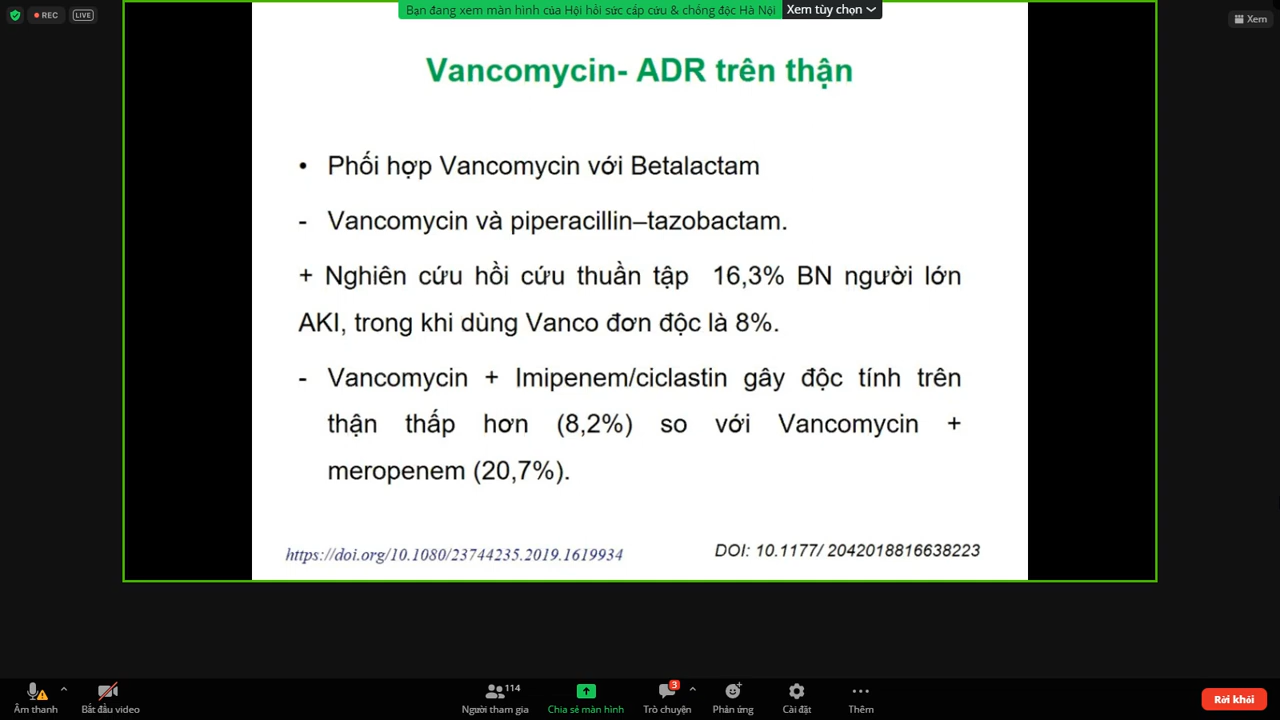 REC
LIVE
Bạn đang xem màn hình của Hội hồi sức cấp cứu & chống độc Hà Nội
Xem tùy chọn
Xem
Vancomycin- ADR trên thận
• Phối hợp Vancomycin với Betalactam
- Vancomycin và piperacillin–tazobactam.
+ Nghiên cứu hồi cứu thuần tập 16,3% BN người lớn
AKI, trong khi dùng Vanco đơn độc là 8%.
- Vancomycin + Imipenem/ciclastin gây độc tính trên
thận thấp hơn (8,2%) so với Vancomycin +
meropenem (20,7%).
https://doi.org/10.1080/23744235.2019.1619934
DOI: 10.1177/ 2042018816638223
114
3
Âm thanh
Bắt đầu video
Người tham gia
Chia sẻ màn hình
Trò chuyện
Phản ứng
Cài đặt
Thêm
Rời khỏi